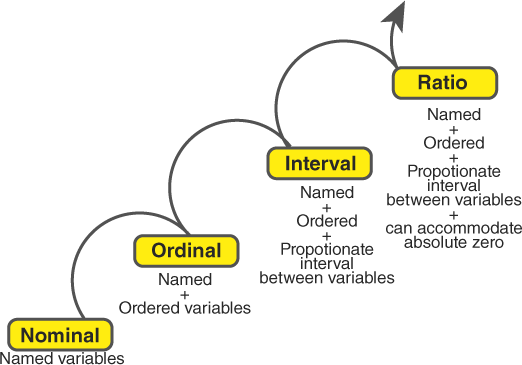 Ratio
Named
+
Ordered
+
Propotionate
interval
between variables
+
can accommodate
absolute zero
Interval
Named
+
Ordered
+
Propotionate
interval
between variables
Ordinal
Named
+
Ordered variables
Nominal
Named variables